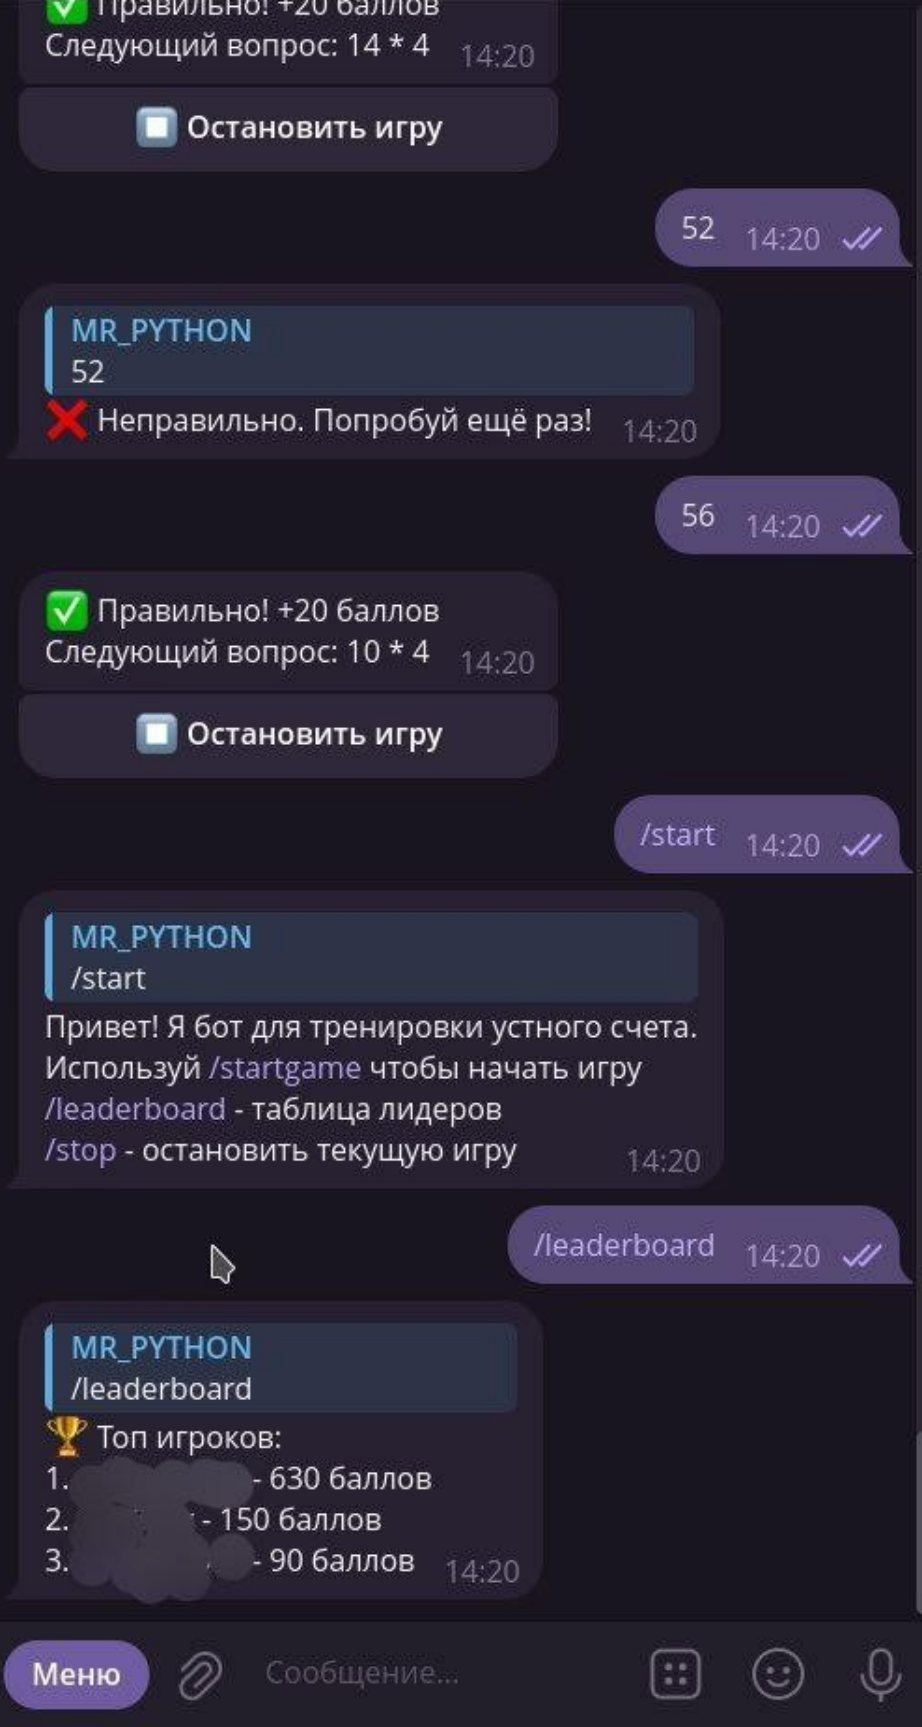 ✅ Правильно! +20 баллов
Следующий вопрос: 14 * 4 14:20
⏹ Остановить игру
52 14:20
MR_PYTHON
52
❌ Неправильно. Попробуй ещё раз! 14:20
56 14:20
✅ Правильно! +20 баллов
Следующий вопрос: 10 * 4 14:20
⏹ Остановить игру
/start 14:20
MR_PYTHON
/start
Привет! Я бот для тренировки устного счета.
Используй /startgame чтобы начать игру
/leaderboard - таблица лидеров
/stop - остановить текущую игру 14:20
/leaderboard 14:20
MR_PYTHON
/leaderboard
🏆 Топ игроков:
1. - 630 баллов
2. - 150 баллов
3. - 90 баллов 14:20
Меню Сообщение...